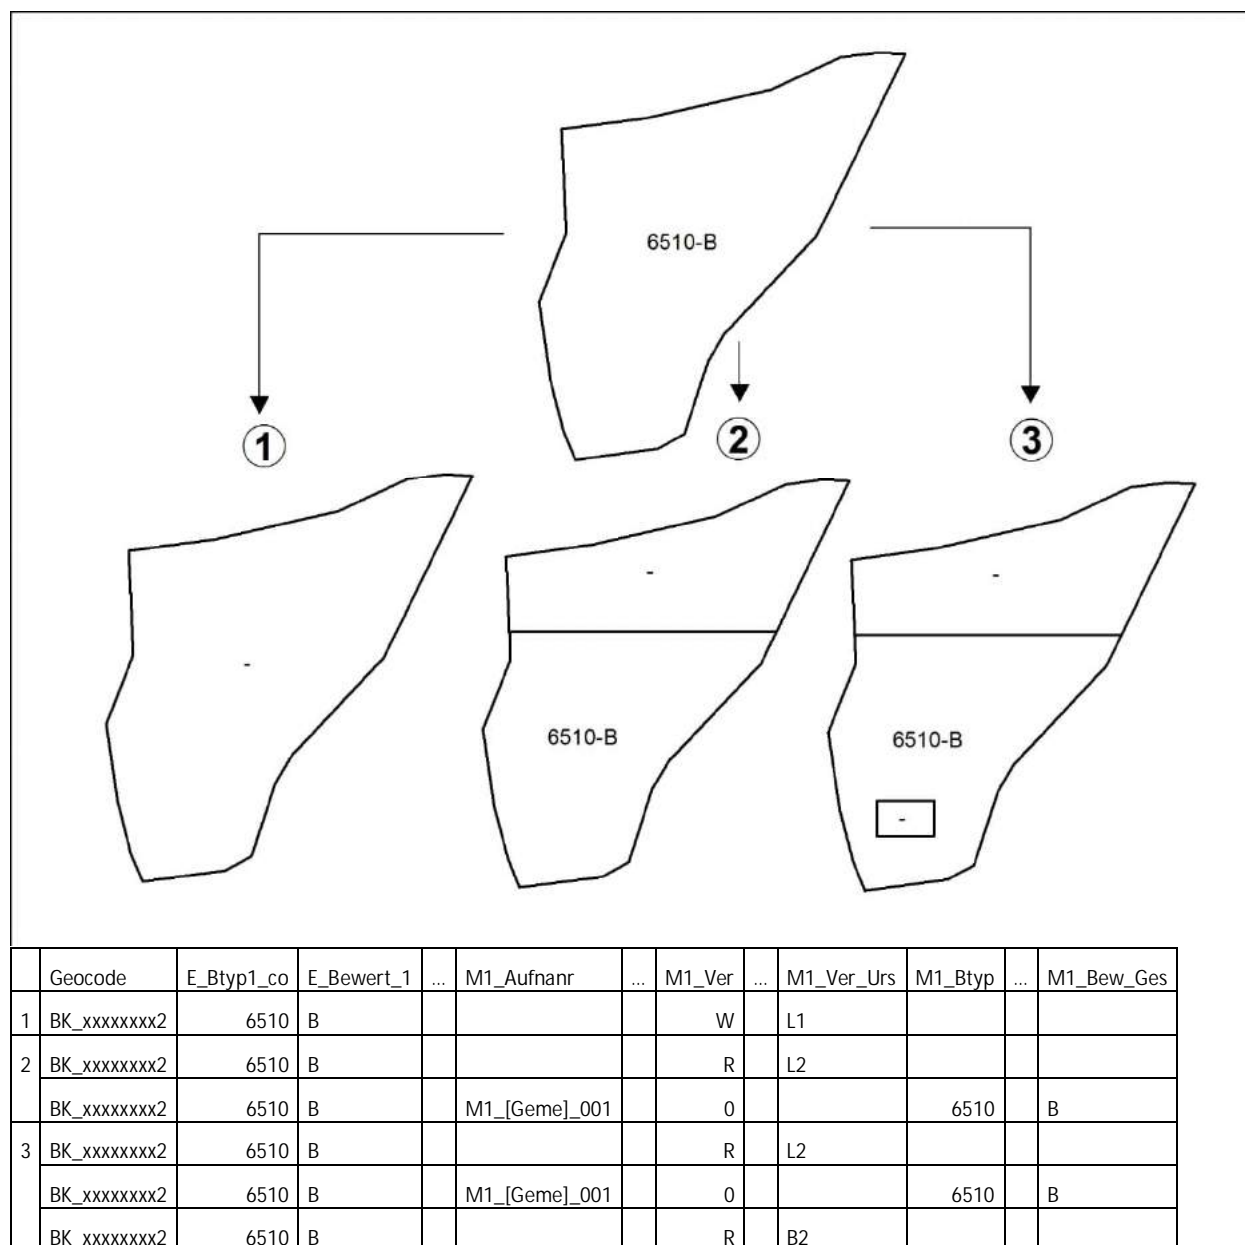 6510-B
1 2 3
-
-
-
6510-B
6510-B
-
Geocode E_Btyp1_co E_Bewert_1 ... M1_Aufnanr ... M1_Ver ... M1_Ver_Urs M1_Btyp ... M1_Bew_Ges
1 BK_xxxxxxxx2 6510 B W L1
2 BK_xxxxxxxx2 6510 B R L2
BK_xxxxxxxx2 6510 B M1_[Geme]_001 0 6510 B
3 BK_xxxxxxxx2 6510 B R L2
BK_xxxxxxxx2 6510 B M1_[Geme]_001 0 6510 B
BK_xxxxxxxx2 6510 B R B2